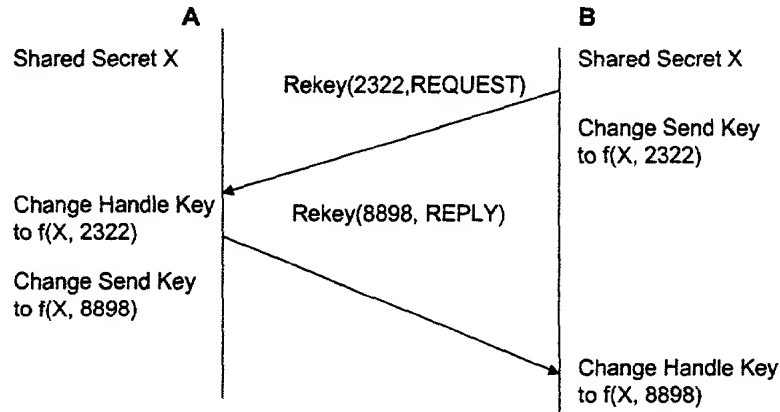 A
B
Shared Secret X
Shared Secret X
Rekey(2322,REQUEST)
Change Send Key
to f(X, 2322)
Change Handle Key
to f(X, 2322)
Rekey(8898, REPLY)
Change Send Key
to f(X, 8898)
Change Handle Key
to f(X, 8898)